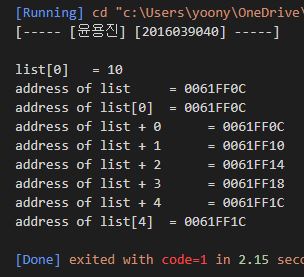 [Running] cd "c:\Users\yoony\OneDrive\
[----- [윤용진] [2016039040] -----]
list[0] = 10
address of list = 0061FF0C
address of list[0] = 0061FF0C
address of list + 0 = 0061FF0C
address of list + 1 = 0061FF10
address of list + 2 = 0061FF14
address of list + 3 = 0061FF18
address of list + 4 = 0061FF1C
address of list[4] = 0061FF1C
[Done] exited with code=1 in 2.15 seco